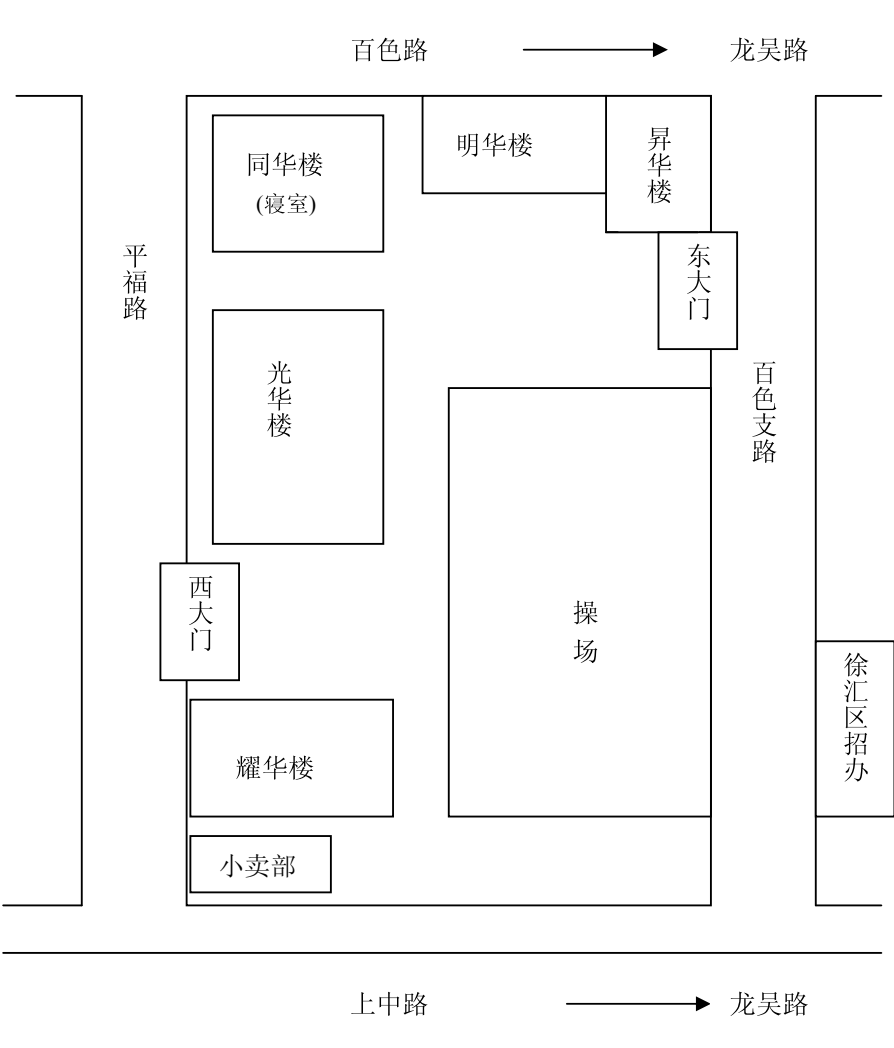 百色路
龙吴路
明华楼
昇华楼
同华楼
(寝室)
平福路
东大门
光华楼
百色支路
西大门
操场
徐汇区招办
耀华楼
小卖部
上中路
龙吴路